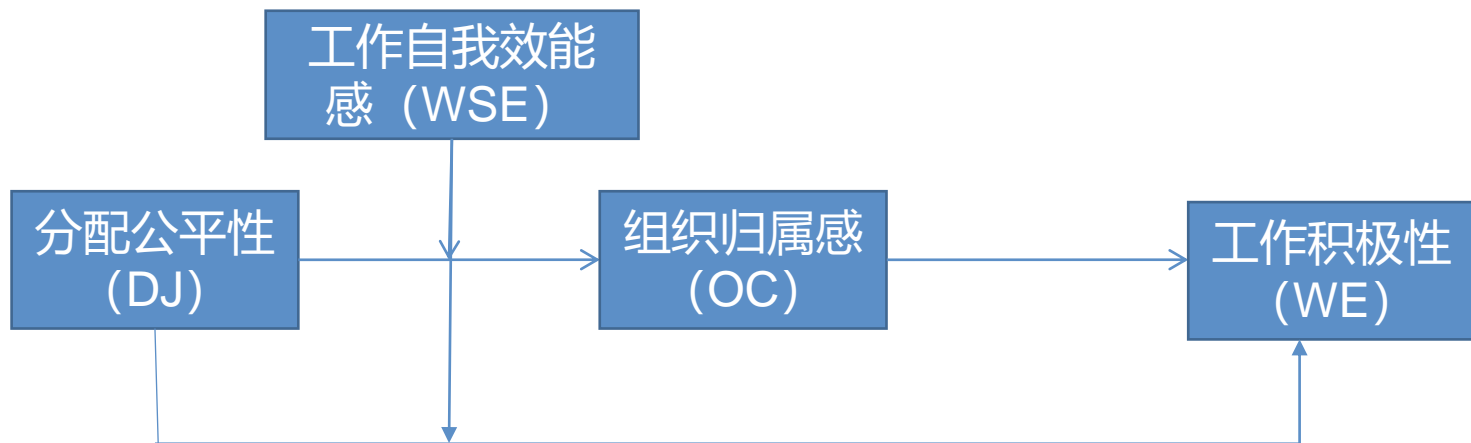 工作自我效能
感（WSE）
分配公平性
（DJ）
组织归属感
（OC）
工作积极性
（WE）